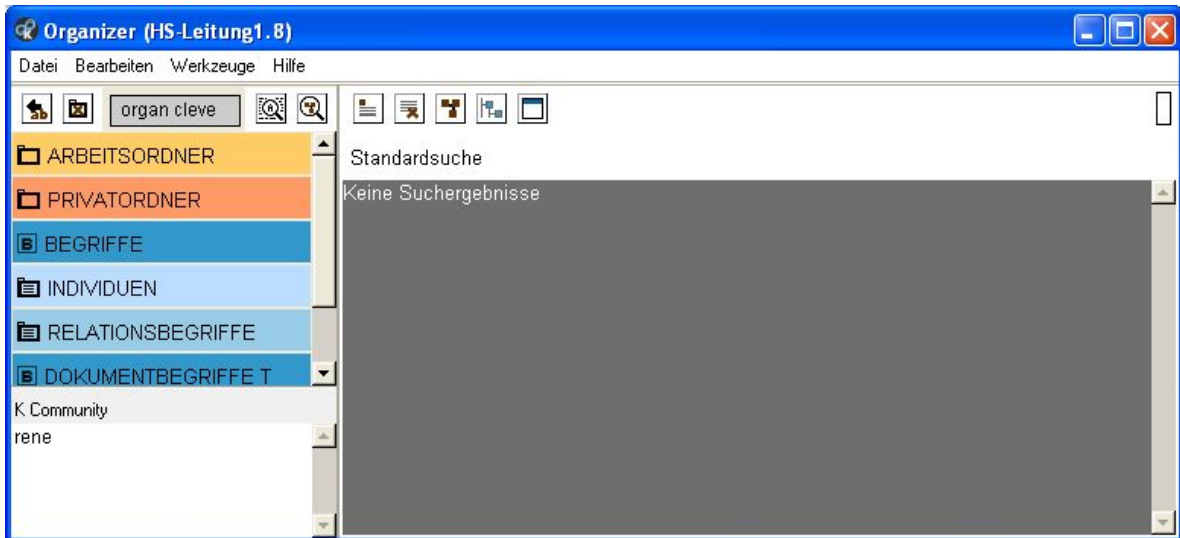 Organizer (HS-Leitung1.8)
Datei Bearbeiten Werkzeuge Hilfe
organ cleve
ARBEITSORDNER
PRIVATORDNER
B BEGRIFFE
INDIVIDUEN
RELATIONSBEGRIFFE
B DOKUMENTBEGRIFFE T
K Community
rene
Standardsuche
Keine Suchergebnisse